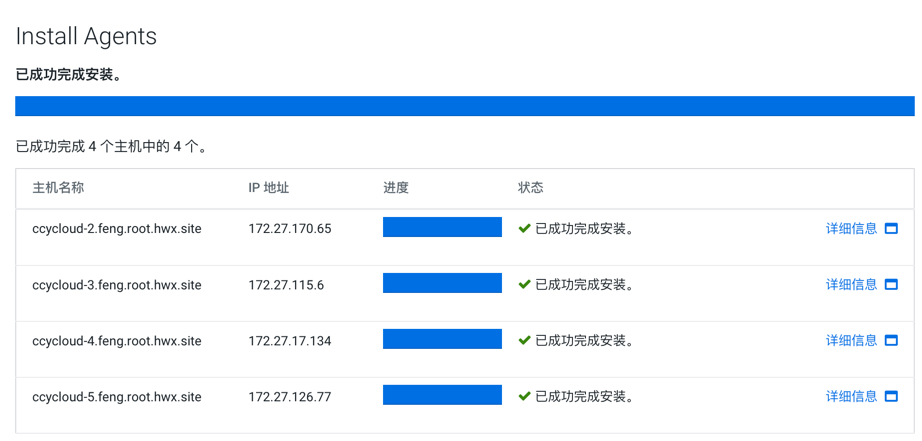 Install Agents
已成功完成安装。
已成功完成 4 个主机中的 4 个。
主机名称 IP 地址 进度 状态
ccycloud-2.feng.root.hwx.site 172.27.170.65 已成功完成安装。 详细信息
ccycloud-3.feng.root.hwx.site 172.27.115.6 已成功完成安装。 详细信息
ccycloud-4.feng.root.hwx.site 172.27.17.134 已成功完成安装。 详细信息
ccycloud-5.feng.root.hwx.site 172.27.126.77 已成功完成安装。 详细信息